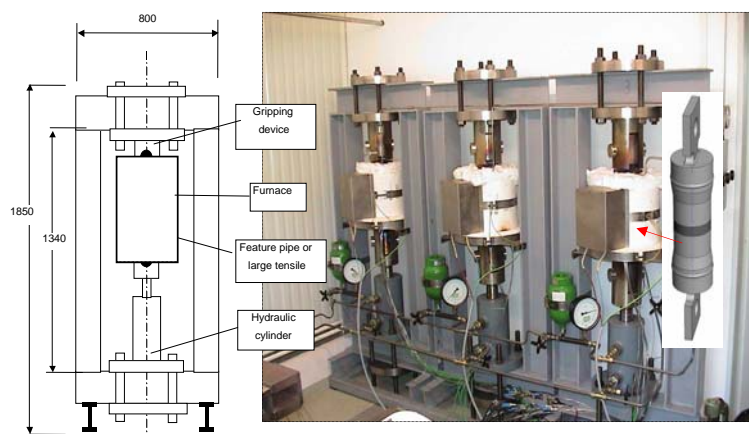 800
Gripping
device
Furnace
1850
1340
Feature pipe or
large tensile
Hydraulic
cylinder